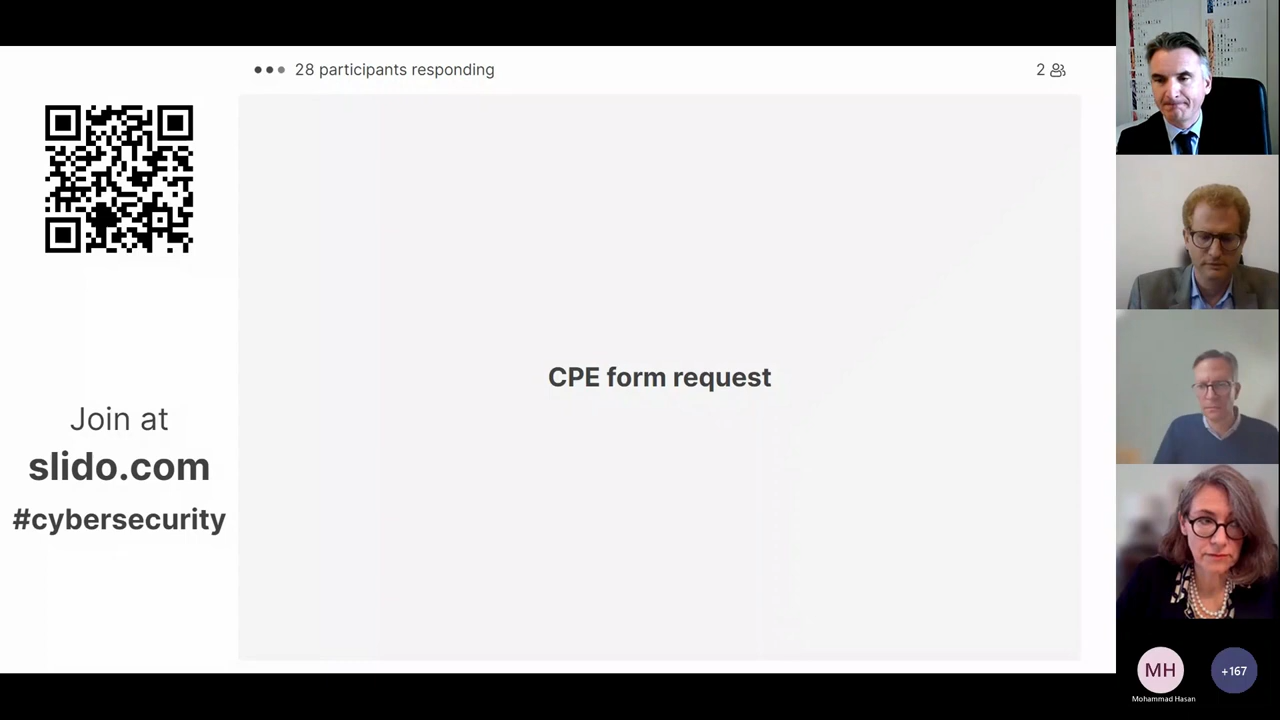 28 participants responding
2
CPE form request
Join at
slido.com
#cybersecurity
MH
+167
Mohammad Hasan